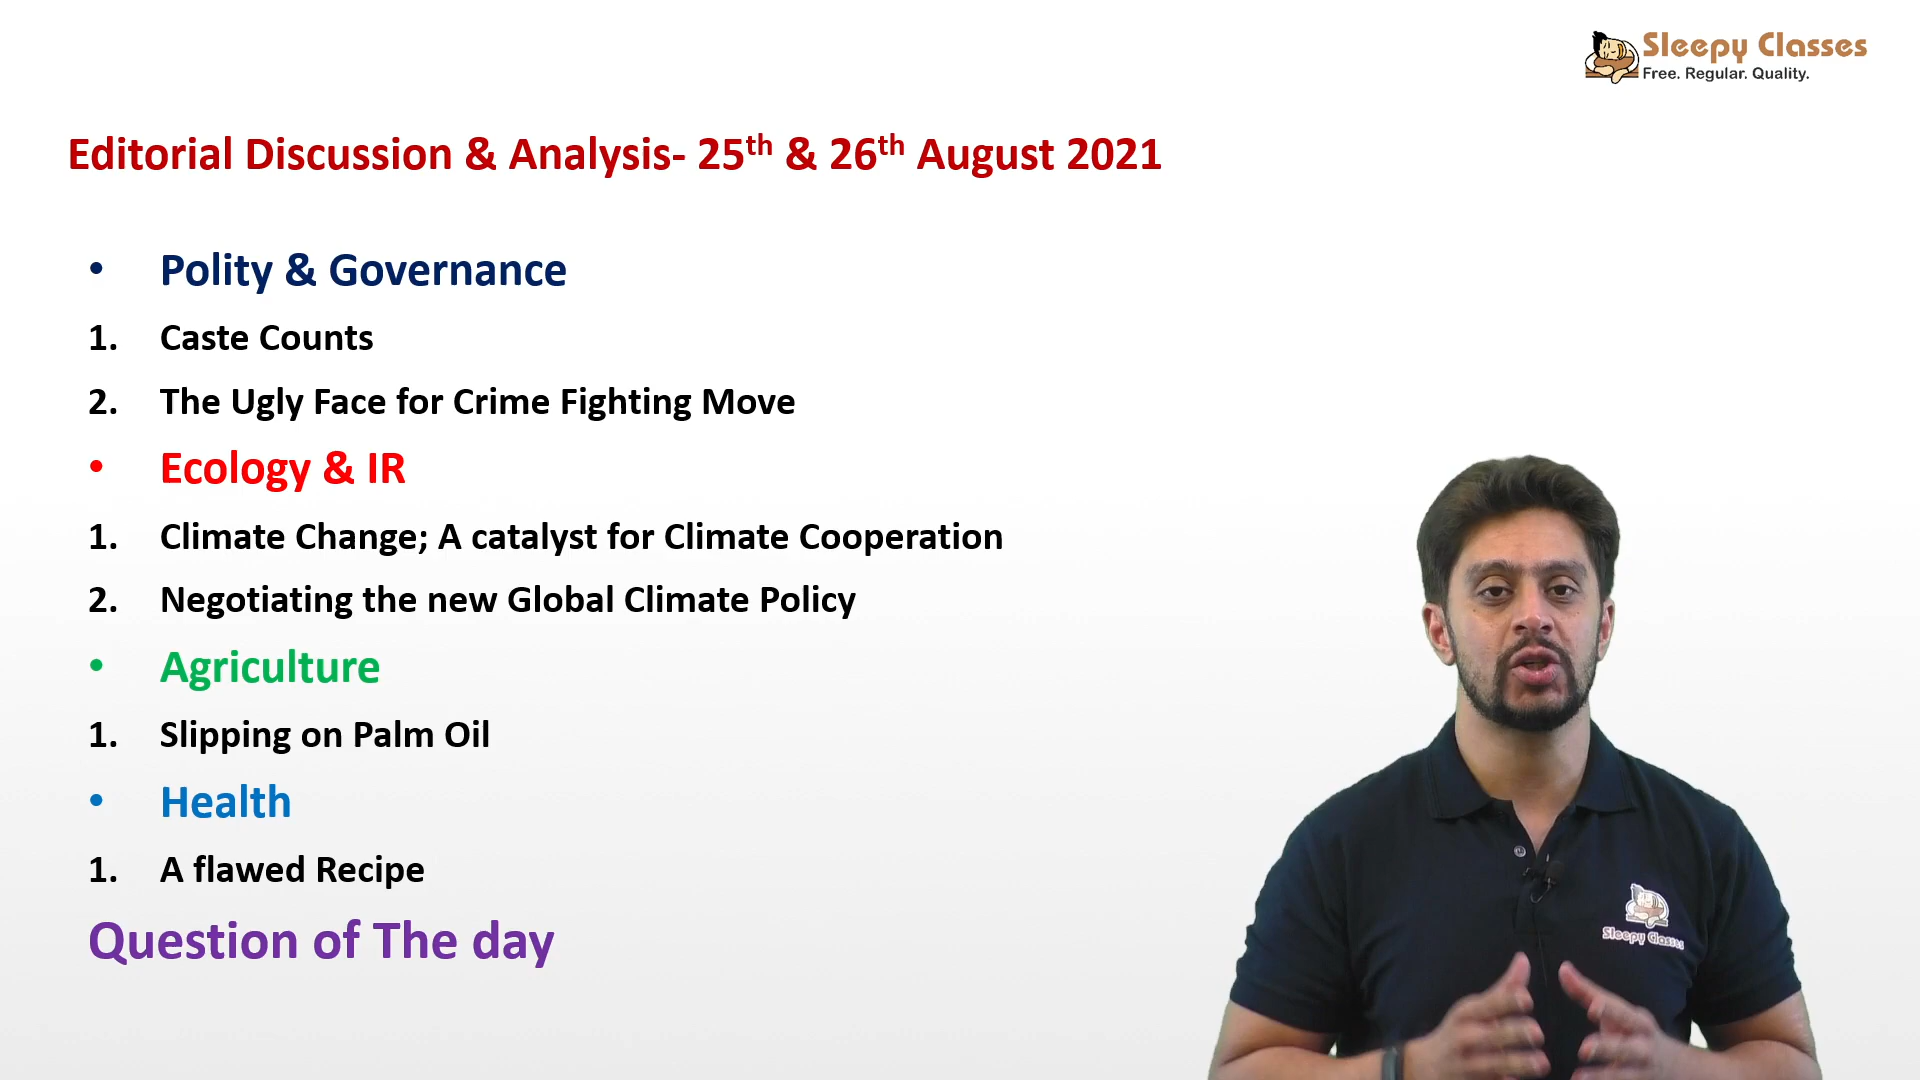 Sleepy Classes
Free. Regular. Quality.
Editorial Discussion & Analysis- 25th & 26th August 2021
• Polity & Governance
1. Caste Counts
2. The Ugly Face for Crime Fighting Move
• Ecology & IR
1. Climate Change; A catalyst for Climate Cooperation
2. Negotiating the new Global Climate Policy
• Agriculture
1. Slipping on Palm Oil
• Health
1. A flawed Recipe
Question of The day
Sleepy Classes